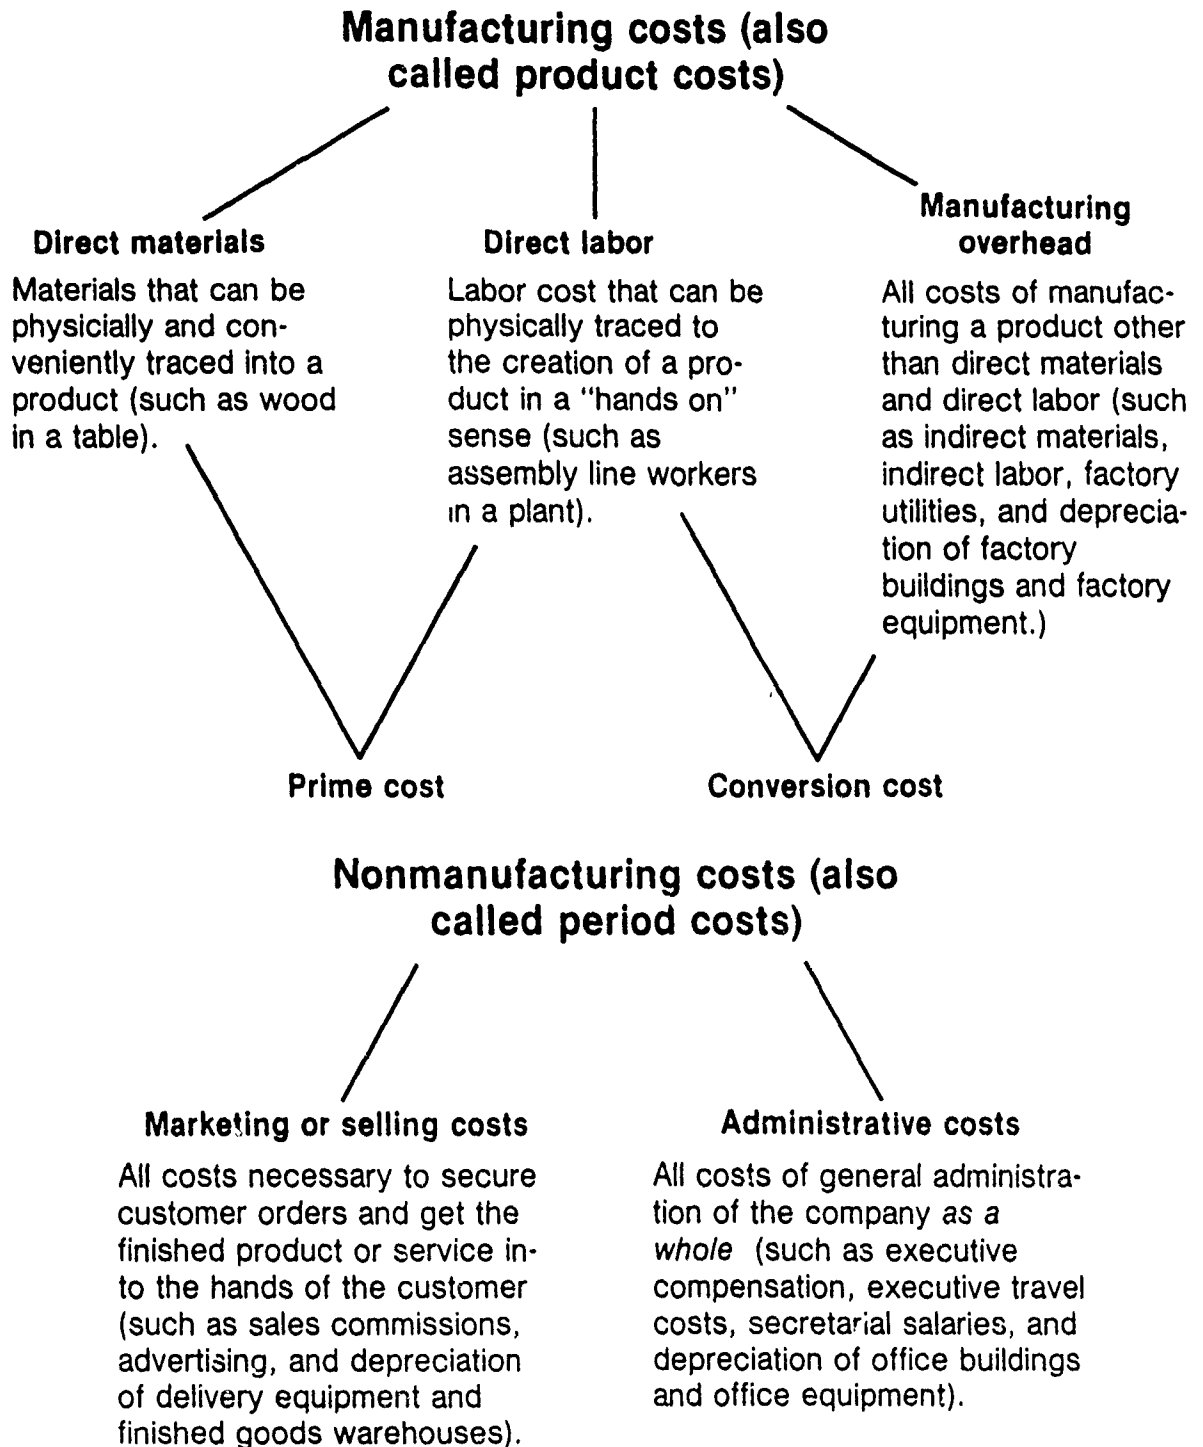 Manufacturing costs (also
called product costs)
Direct materials
Materials that can be
physicially and con-
veniently traced into a
product (such as wood
in a table).
Direct labor
Labor cost that can be
physically traced to
the creation of a pro-
duct in a "hands on"
sense (such as
assembly line workers
in a plant).
Manufacturing
overhead
All costs of manufac-
turing a product other
than direct materials
and direct labor (such
as indirect materials,
indirect labor, factory
utilities, and deprecia-
tion of factory
buildings and factory
equipment.)
Prime cost
Conversion cost
Nonmanufacturing costs (also
called period costs)
Marketing or selling costs
All costs necessary to secure
customer orders and get the
finished product or service in-
to the hands of the customer
(such as sales commissions,
advertising, and depreciation
of delivery equipment and
finished goods warehouses).
Administrative costs
All costs of general administra-
tion of the company as a
whole (such as executive
compensation, executive travel
costs, secretarial salaries, and
depreciation of office buildings
and office equipment).